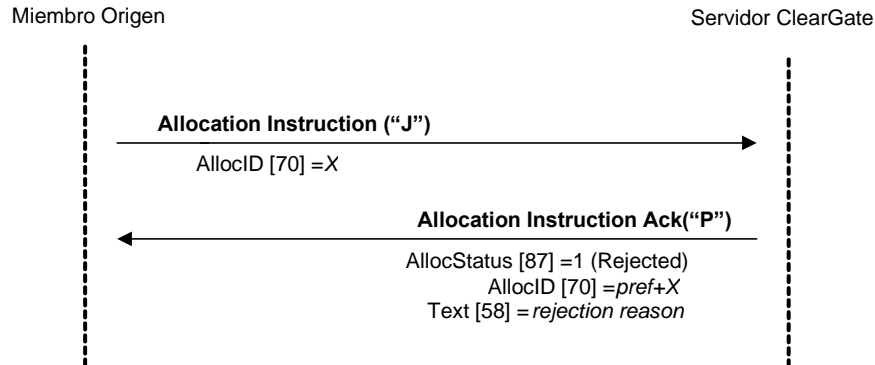 Miembro Origen
Servidor ClearGate
Allocation Instruction (“J”)
AllocID [70] =X
Allocation Instruction Ack(“P”)
AllocStatus [87] =1 (Rejected)
AllocID [70] =pref+X
Text [58] = rejection reason